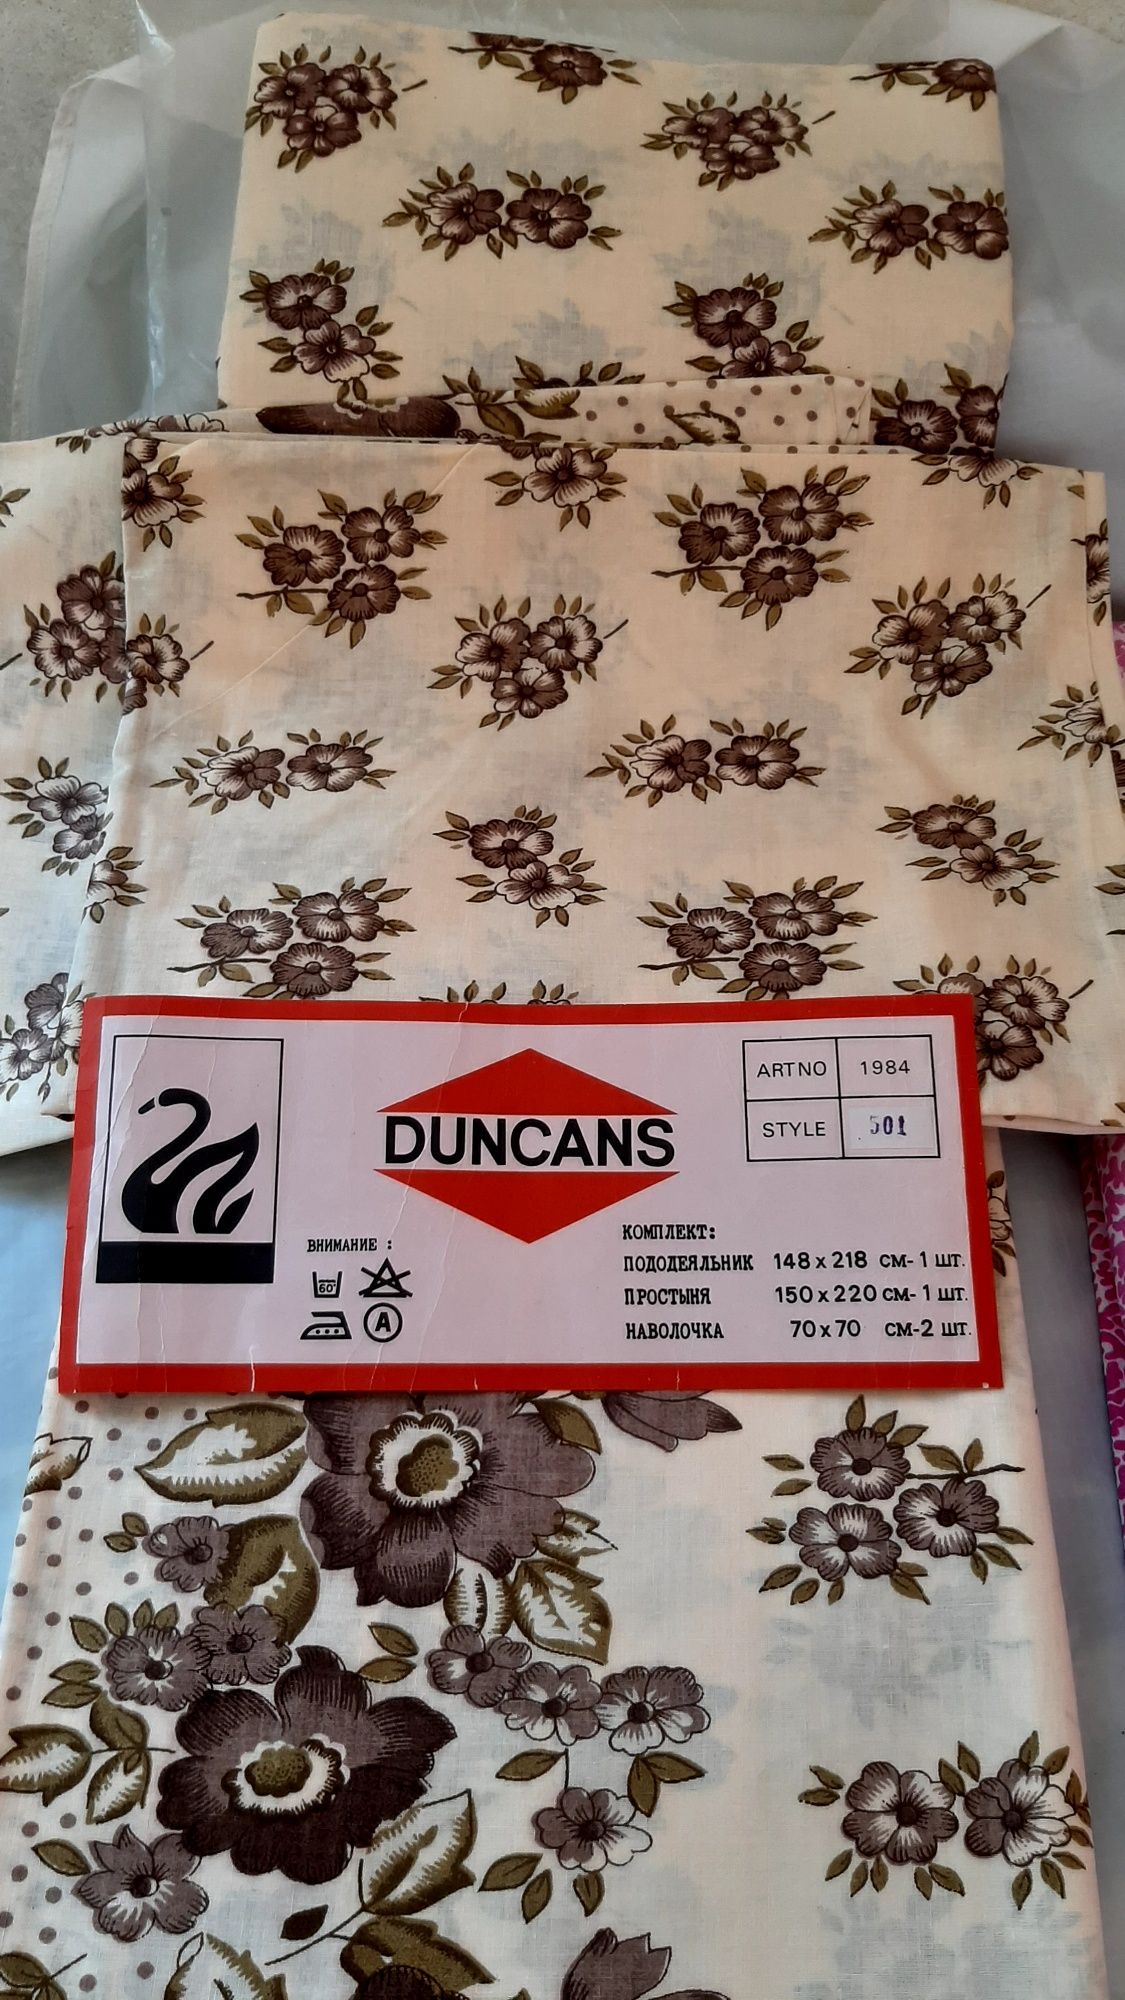 DUNCANS
ART NO 1984
STYLE 501
ВНИМАНИЕ :
60°
A
КОМПЛЕКТ:
ПОДОДЕЯЛЬНИК 148 x 218 СМ- 1 ШТ.
ПРОСТЫНЯ 150 x 220 СМ- 1 ШТ.
НАВОЛОЧКА 70 x 70 СМ-2 ШТ.